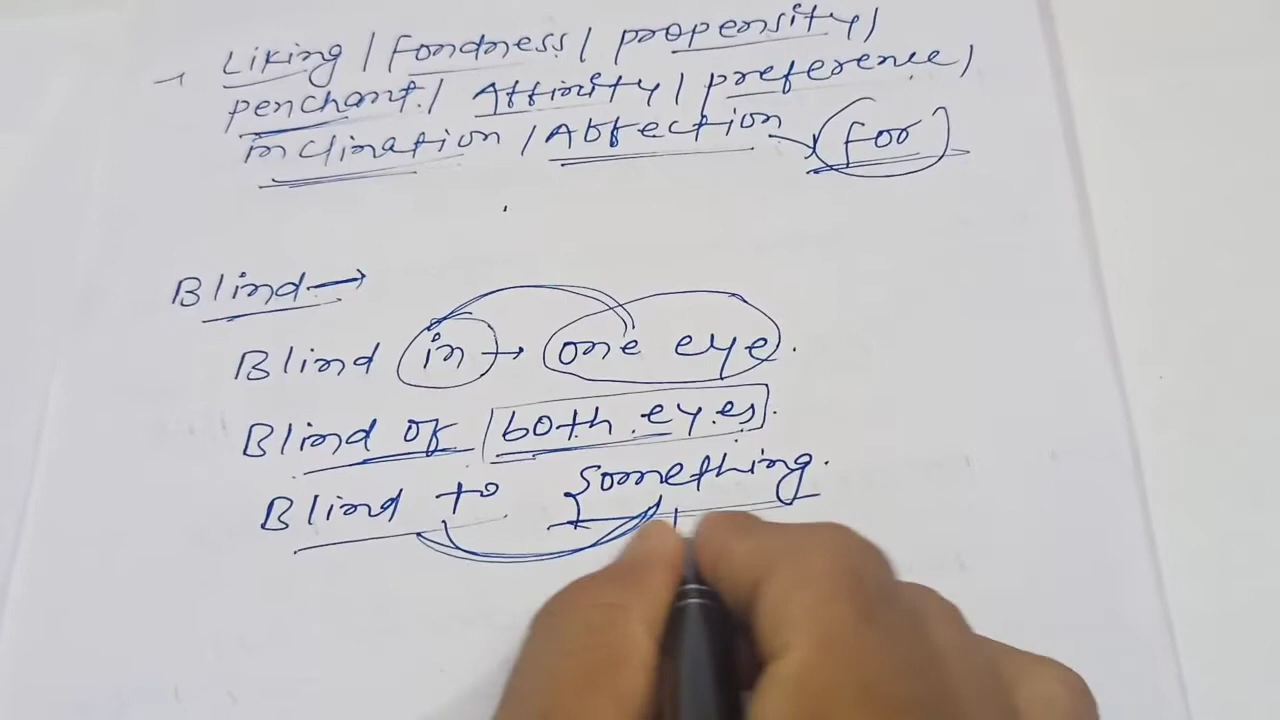 → Liking / Fondness / propensity /
penchant / Affinity / preference /
inclination / Affection → for
Blind →
Blind in → one eye.
Blind of both eyes.
Blind to something.